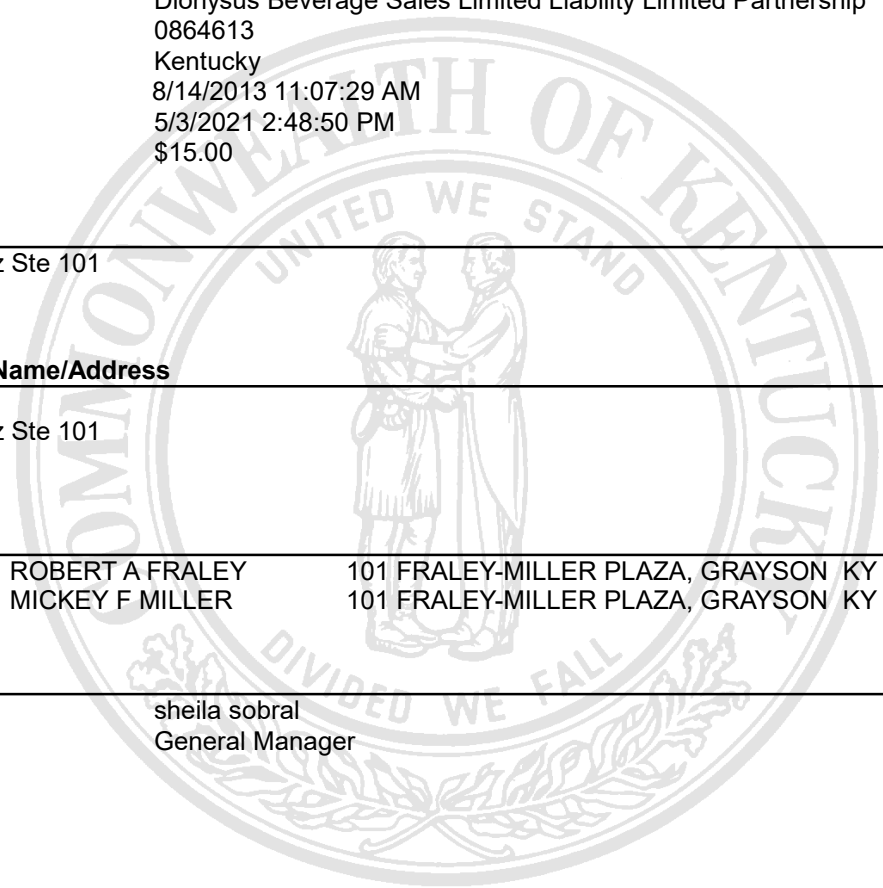 Dionysus Beverage Sales Limited Liability Limited Partnership
0864613
Kentucky
8/14/2013 11:07:29 AM
5/3/2021 2:48:50 PM
$15.00
z Ste 101
Name/Address
z Ste 101
ROBERT A FRALEY 101 FRALEY-MILLER PLAZA, GRAYSON KY
MICKEY F MILLER 101 FRALEY-MILLER PLAZA, GRAYSON KY
sheila sobral
General Manager
COMMONWEALTH OF KENTUCKY
UNITED WE STAND
DIVIDED WE FALL